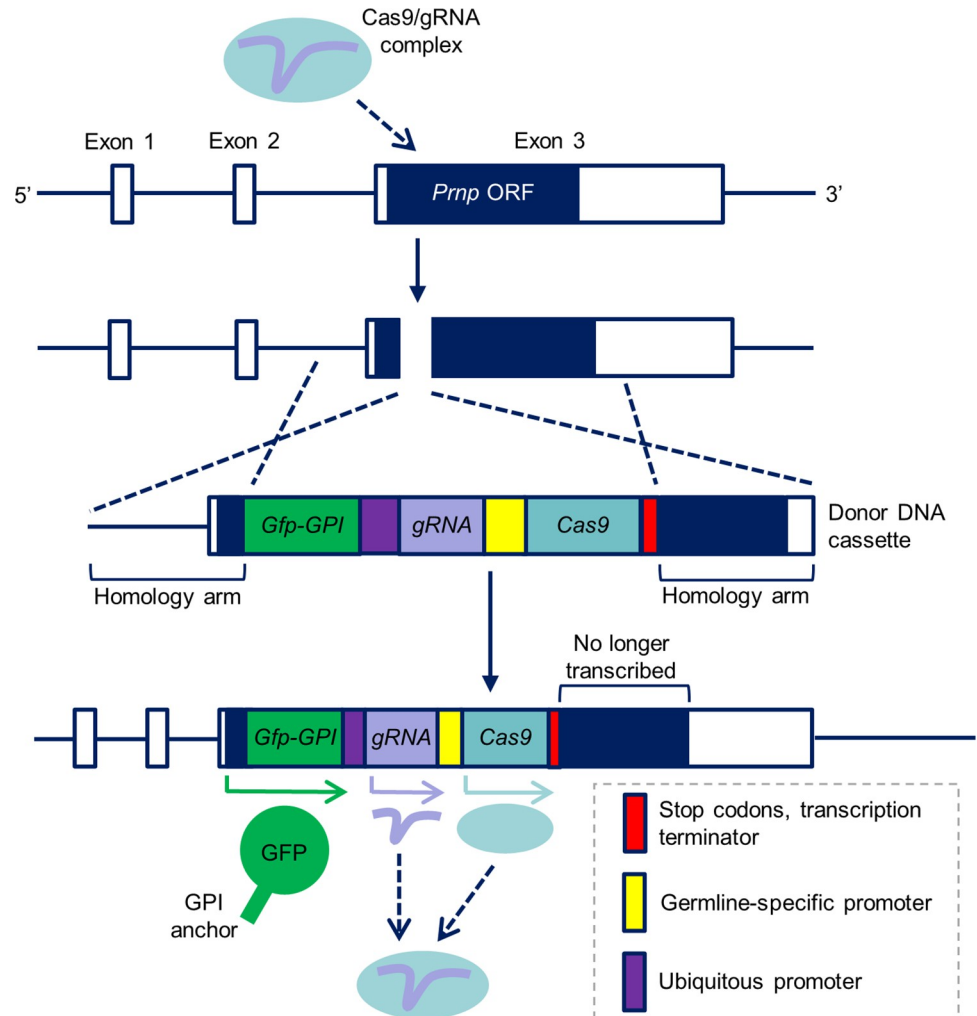 Cas9/gRNA
complex
Exon 1
Exon 2
Exon 3
5’
Prnp ORF
3’
Gfp-GPI
gRNA
Cas9
Donor DNA
cassette
Homology arm
Homology arm
No longer
transcribed
Gfp-GPI
gRNA
Cas9
GFP
GPI
anchor
Stop codons, transcription
terminator
Germline-specific promoter
Ubiquitous promoter